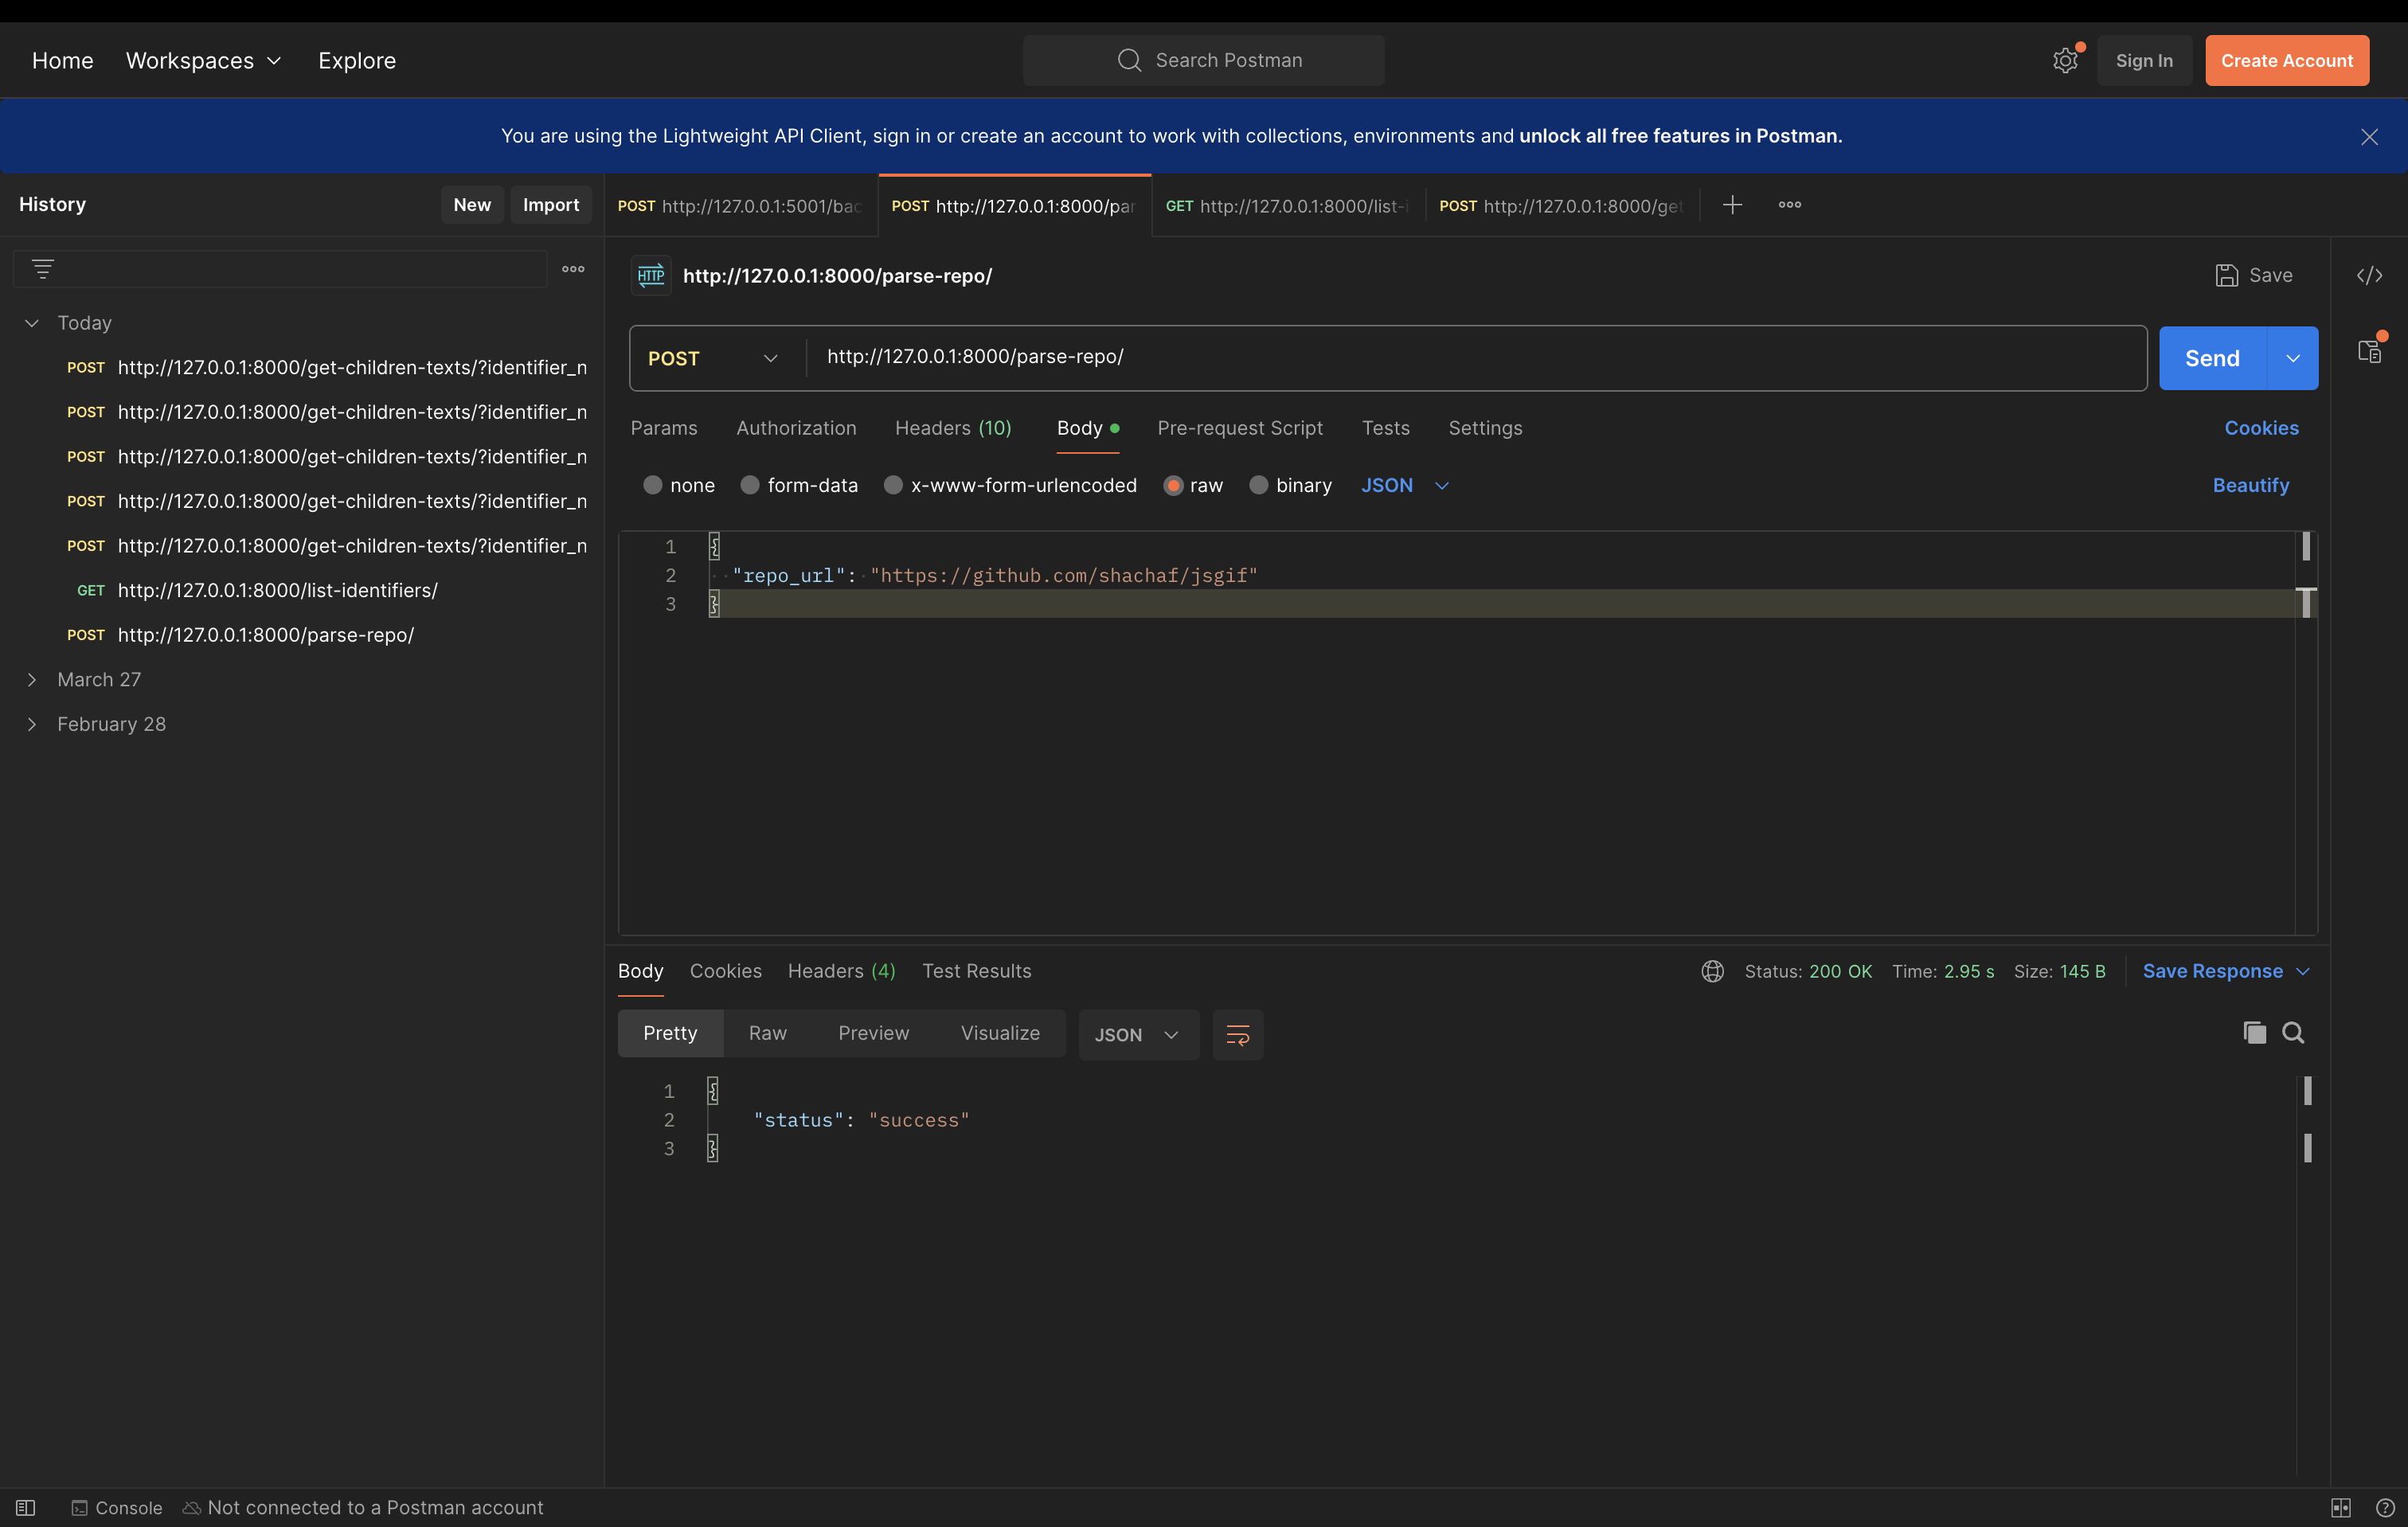 Home Workspaces Explore Search Postman Sign In Create Account
You are using the Lightweight API Client, sign in or create an account to work with collections, environments and unlock all free features in Postman.
History New Import
POST http://127.0.0.1:5001/bac POST http://127.0.0.1:8000/par GET http://127.0.0.1:8000/list-i POST http://127.0.0.1:8000/get
HTTP http://127.0.0.1:8000/parse-repo/ Save
Today
POST http://127.0.0.1:8000/get-children-texts/?identifier_n
POST http://127.0.0.1:8000/get-children-texts/?identifier_n
POST http://127.0.0.1:8000/get-children-texts/?identifier_n
POST http://127.0.0.1:8000/get-children-texts/?identifier_n
POST http://127.0.0.1:8000/get-children-texts/?identifier_n
GET http://127.0.0.1:8000/list-identifiers/
POST http://127.0.0.1:8000/parse-repo/
March 27
February 28
POST http://127.0.0.1:8000/parse-repo/ Send
Params Authorization Headers (10) Body Pre-request Script Tests Settings Cookies
none form-data x-www-form-urlencoded raw binary JSON Beautify
1 {
2 "repo_url": "https://github.com/shachaf/jsgif"
3 }
Body Cookies Headers (4) Test Results Status: 200 OK Time: 2.95 s Size: 145 B Save Response
Pretty Raw Preview Visualize JSON
1 {
2 "status": "success"
3 }
Console Not connected to a Postman account